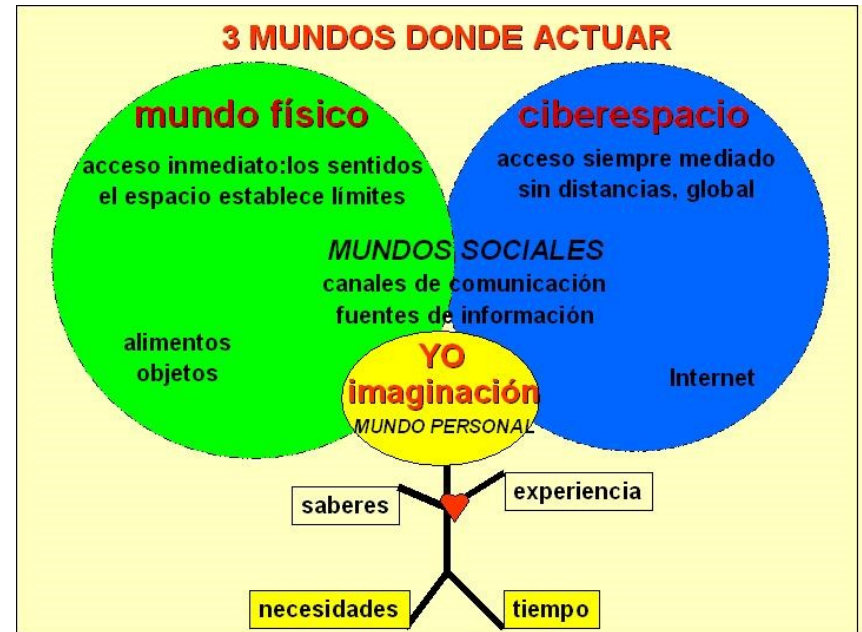 3 MUNDOS DONDE ACTUAR
mundo físico
acceso inmediato:los sentidos
el espacio establece límites
ciberespacio
acceso siempre mediado
sin distancias, global
MUNDOS SOCIALES
canales de comunicación
fuentes de información
alimentos
objetos
Internet
YO
imaginación
MUNDO PERSONAL
saberes
experiencia
necesidades
tiempo